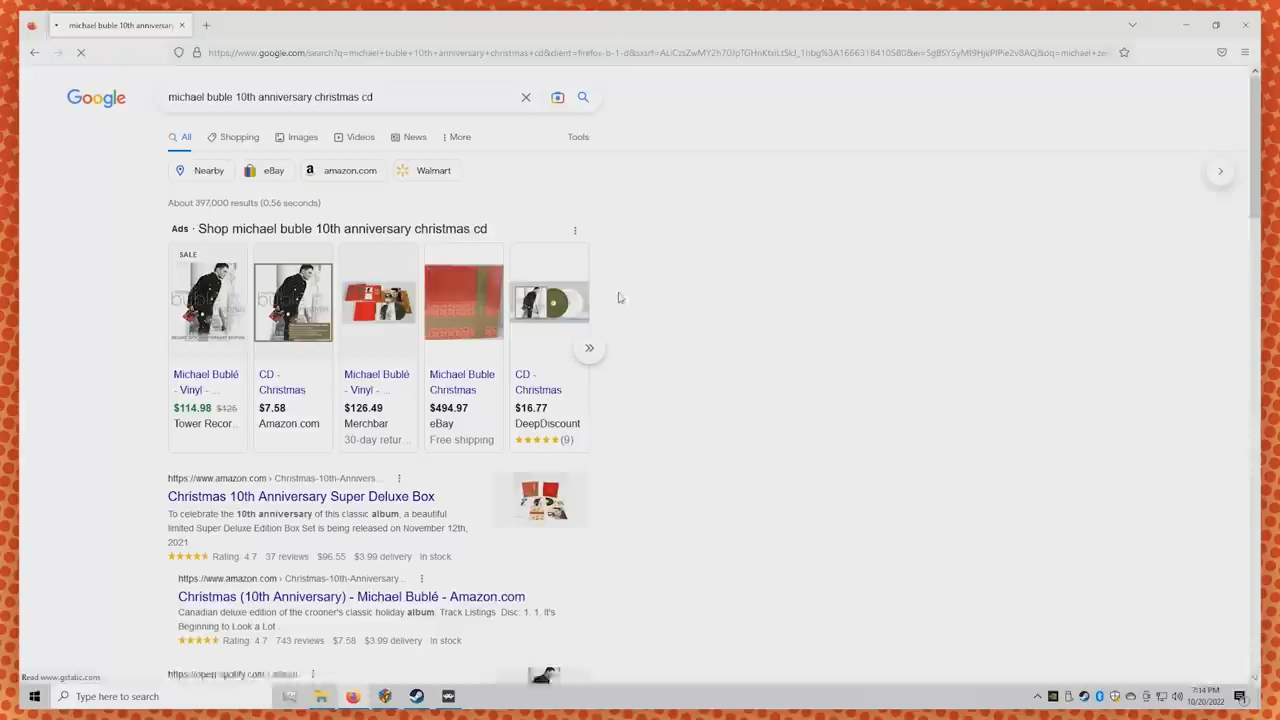 michael buble 10th anniversary
Google
michael buble 10th anniversary christmas cd
All
Shopping
Images
Videos
News
More
Tools
Nearby
eBay
amazon.com
Walmart
About 397,000 results (0.56 seconds)
Ads · Shop michael buble 10th anniversary christmas cd
SALE
Michael Bublé
- Vinyl - ...
$114.98 $125
Tower Recor...
CD -
Christmas
$7.58
Amazon.com
Michael Bublé
- Vinyl - ...
$126.49
Merchbar
30-day retur...
Michael Buble
Christmas
$494.97
eBay
Free shipping
CD -
Christmas
$16.77
DeepDiscount
(9)
https://www.amazon.com › Christmas-10th-Annivers...
Christmas 10th Anniversary Super Deluxe Box
To celebrate the 10th anniversary of this classic album, a beautiful
limited Super Deluxe Edition Box Set is being released on November 12th,
2021
Rating: 4.7 37 reviews $96.55 $3.99 delivery In stock
https://www.amazon.com › Christmas-10th-Anniversary...
Christmas (10th Anniversary) - Michael Bublé - Amazon.com
Canadian deluxe edition of the crooner's classic holiday album. Track Listings Disc: 1. 1. It's
Beginning to Look a Lot
Rating: 4.7 743 reviews $7.58 $3.99 delivery In stock
Read www.gstatic.com
Type here to search
7:14 PM
10/20/2022